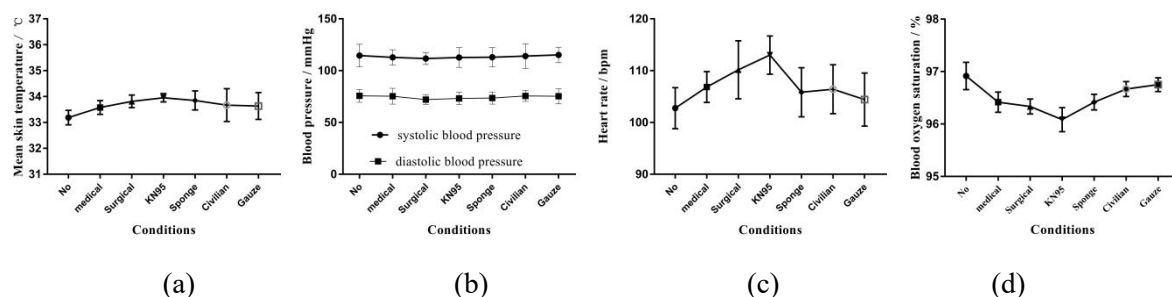 Mean skin temperature / ℃
37
36
35
34
33
32
31
No
medical
Surgical
KN95
Sponge
Civilian
Gauze
Conditions
(a)
Blood pressure / mmHg
150
100
50
0
systolic blood pressure
diastolic blood pressure
No
medical
Surgical
KN95
Sponge
Civilian
Gauze
Conditions
(b)
Heart rate / bpm
120
110
100
90
No
medical
Surgical
KN95
Sponge
Civilian
Gauze
Conditions
(c)
Blood oxygen saturation / %
98
97
96
95
No
medical
Surgical
KN95
Sponge
Civilian
Gauze
Conditions
(d)